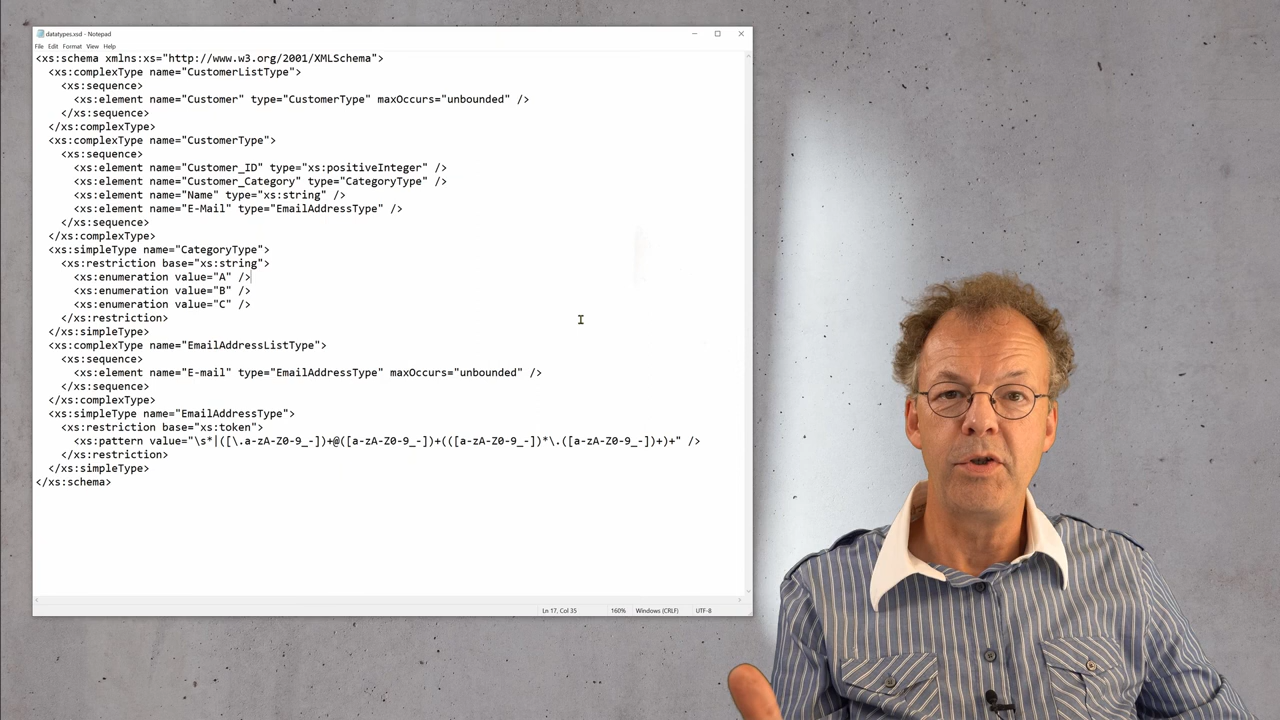 datatypes.xsd - Notepad
File Edit Format View Help
<xs:schema xmlns:xs="http://www.w3.org/2001/XMLSchema">
  <xs:complexType name="CustomerListType">
    <xs:sequence>
      <xs:element name="Customer" type="CustomerType" maxOccurs="unbounded" />
    </xs:sequence>
  </xs:complexType>
  <xs:complexType name="CustomerType">
    <xs:sequence>
      <xs:element name="Customer_ID" type="xs:positiveInteger" />
      <xs:element name="Customer_Category" type="CategoryType" />
      <xs:element name="Name" type="xs:string" />
      <xs:element name="E-Mail" type="EmailAddressType" />
    </xs:sequence>
  </xs:complexType>
  <xs:simpleType name="CategoryType">
    <xs:restriction base="xs:string">
      <xs:enumeration value="A" />
      <xs:enumeration value="B" />
      <xs:enumeration value="C" />
    </xs:restriction>
  </xs:simpleType>
  <xs:complexType name="EmailAddressListType">
    <xs:sequence>
      <xs:element name="E-mail" type="EmailAddressType" maxOccurs="unbounded" />
    </xs:sequence>
  </xs:complexType>
  <xs:simpleType name="EmailAddressType">
    <xs:restriction base="xs:token">
      <xs:pattern value="\s*|([\.a-zA-Z0-9_-])+@([a-zA-Z0-9_-])+(([a-zA-Z0-9_-])*\.([a-zA-Z0-9_-])+)+" />
    </xs:restriction>
  </xs:simpleType>
</xs:schema>
Ln 17, Col 35 160% Windows (CRLF) UTF-8